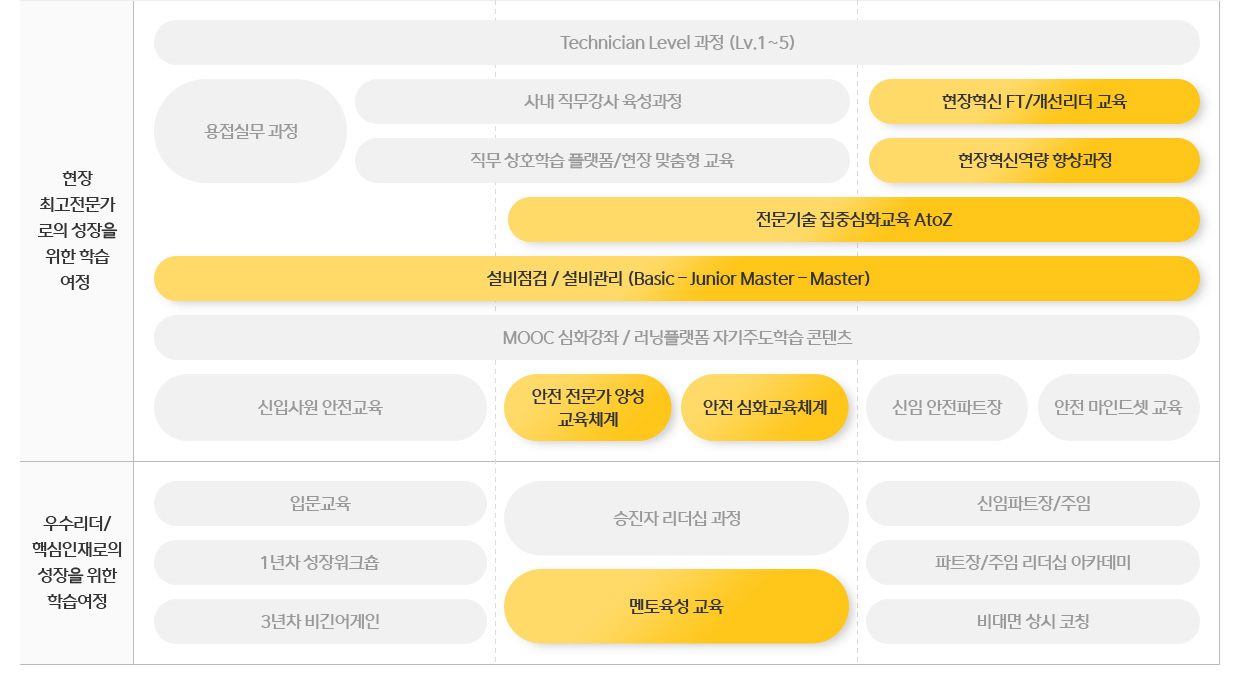 현장
최고전문가
로의 성장을
위한 학습
여정
Technician Level 과정 (Lv.1~5)
용접실무 과정
사내 직무강사 육성과정
직무 상호학습 플랫폼/현장 맞춤형 교육
현장혁신 FT/개선리더 교육
현장혁신역량 향상과정
전문기술 집중심화교육 AtoZ
설비점검 / 설비관리 (Basic – Junior Master – Master)
MOOC 심화강좌 / 러닝플랫폼 자기주도학습 콘텐츠
신입사원 안전교육
안전 전문가 양성
교육체계
안전 심화교육체계
신임 안전파트장
안전 마인드셋 교육
우수리더/
핵심인재로의
성장을 위한
학습여정
입문교육
1년차 성장워크숍
3년차 비긴어게인
승진자 리더십 과정
멘토육성 교육
신임파트장/주임
파트장/주임 리더십 아카데미
비대면 상시 코칭